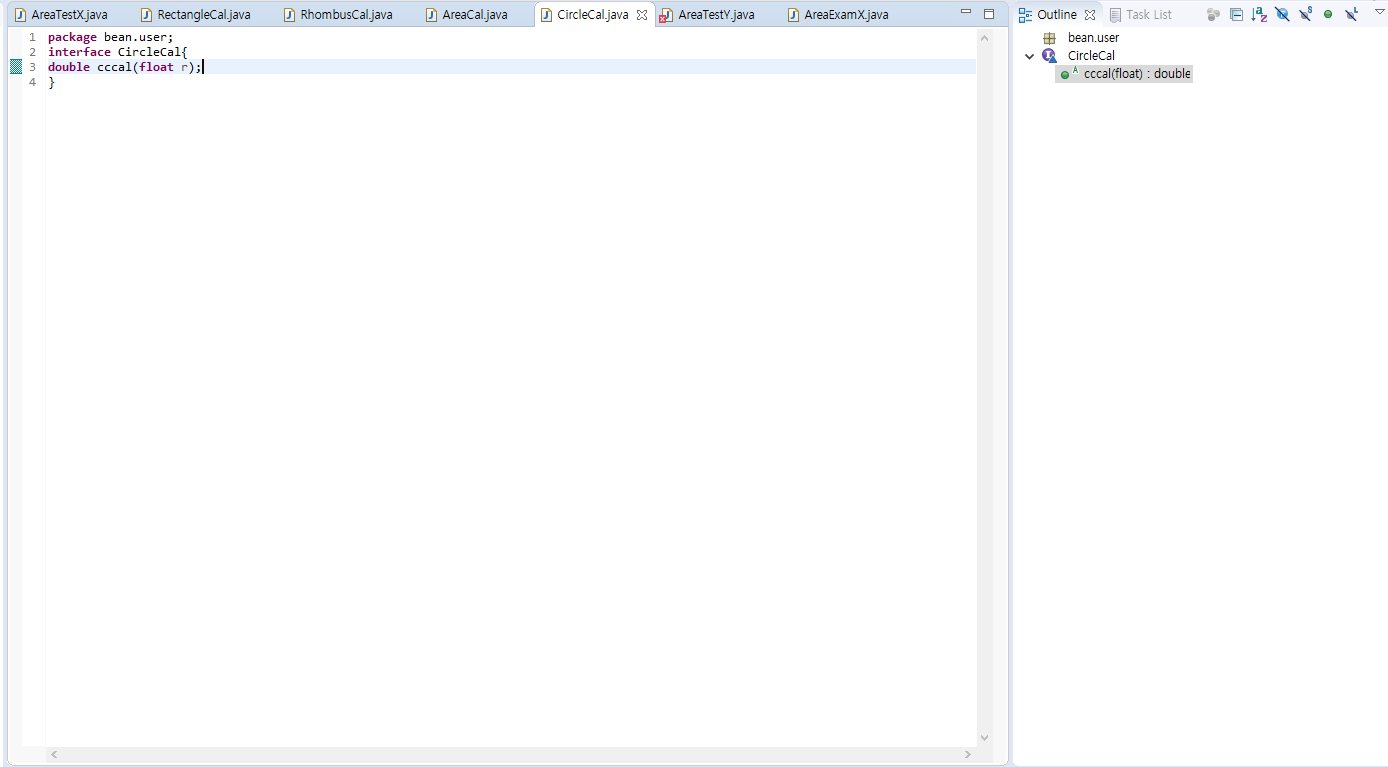 AreaTestX.java RectangleCal.java RhombusCal.java AreaCal.java CircleCal.java AreaTestY.java AreaExamX.java
1 package bean.user;
2 interface CircleCal{
3 double cccal(float r);
4 }
Outline Task List
bean.user
CircleCal
cccal(float) : double